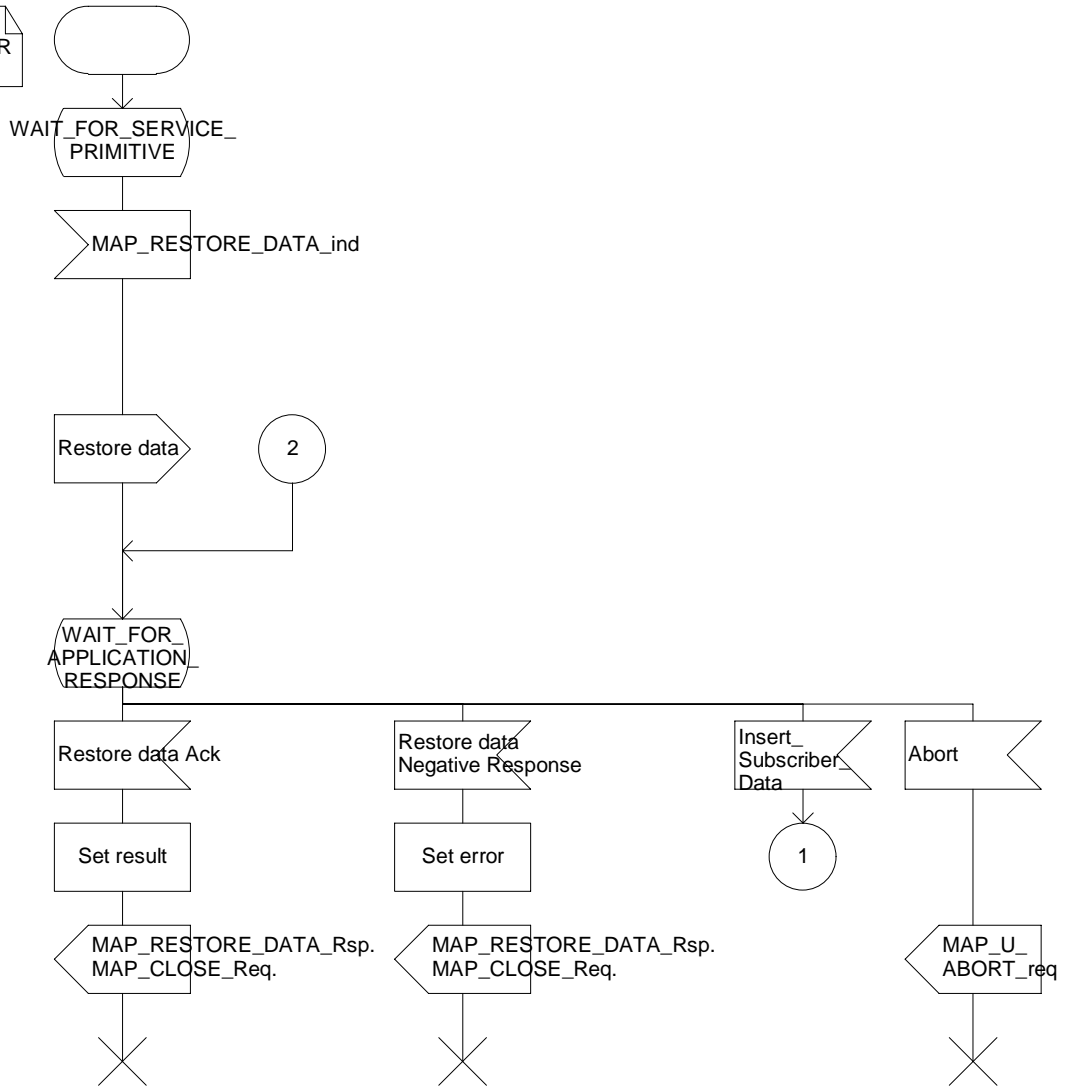 R
WAIT_FOR_SERVICE_
PRIMITIVE
MAP_RESTORE_DATA_ind
Restore data
2
WAIT_FOR_
APPLICATION_
RESPONSE
Restore data Ack
Restore data
Negative Response
Insert_
Subscriber_
Data
Abort
Set result
Set error
1
MAP_RESTORE_DATA_Rsp.
MAP_CLOSE_Req.
MAP_RESTORE_DATA_Rsp.
MAP_CLOSE_Req.
MAP_U_
ABORT_req